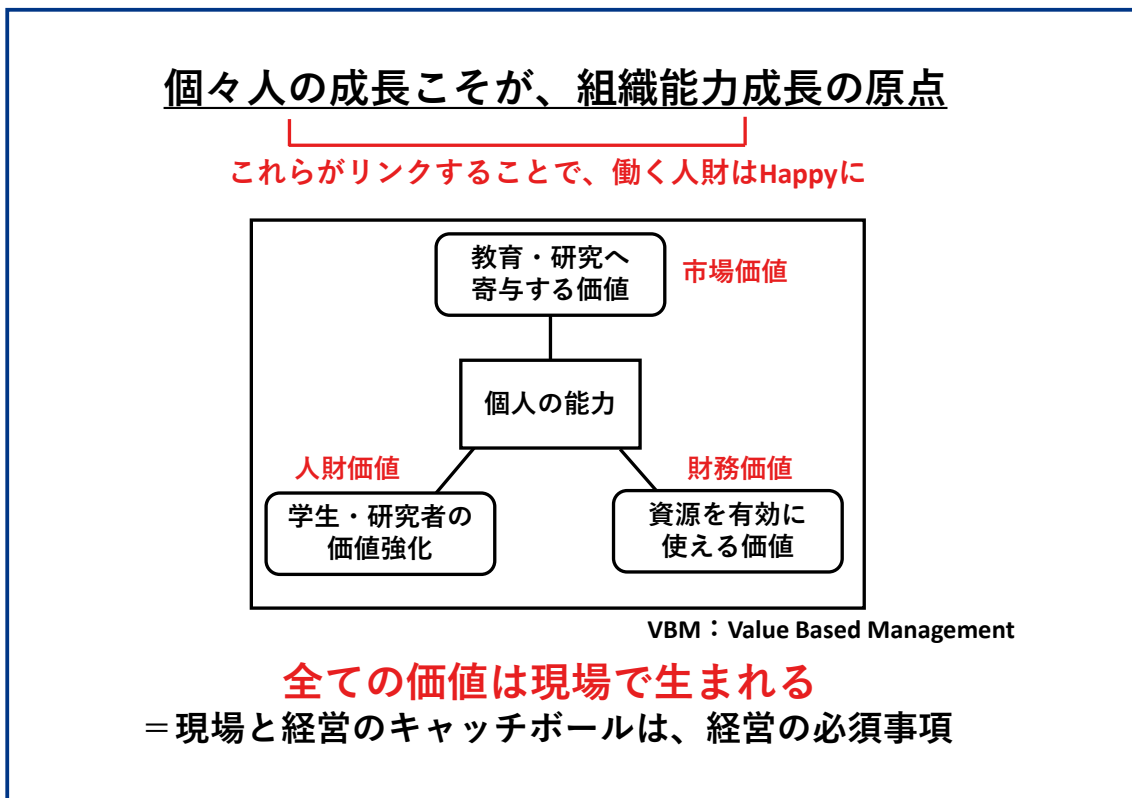 個々人の成長こそが、組織能力成長の原点
これらがリンクすることで、働く人財はHappyに
教育・研究へ
寄与する価値
市場価値
個人の能力
人財価値
学生・研究者の
価値強化
財務価値
資源を有効に
使える価値
VBM：Value Based Management
全ての価値は現場で生まれる
＝現場と経営のキャッチボールは、経営の必須事項